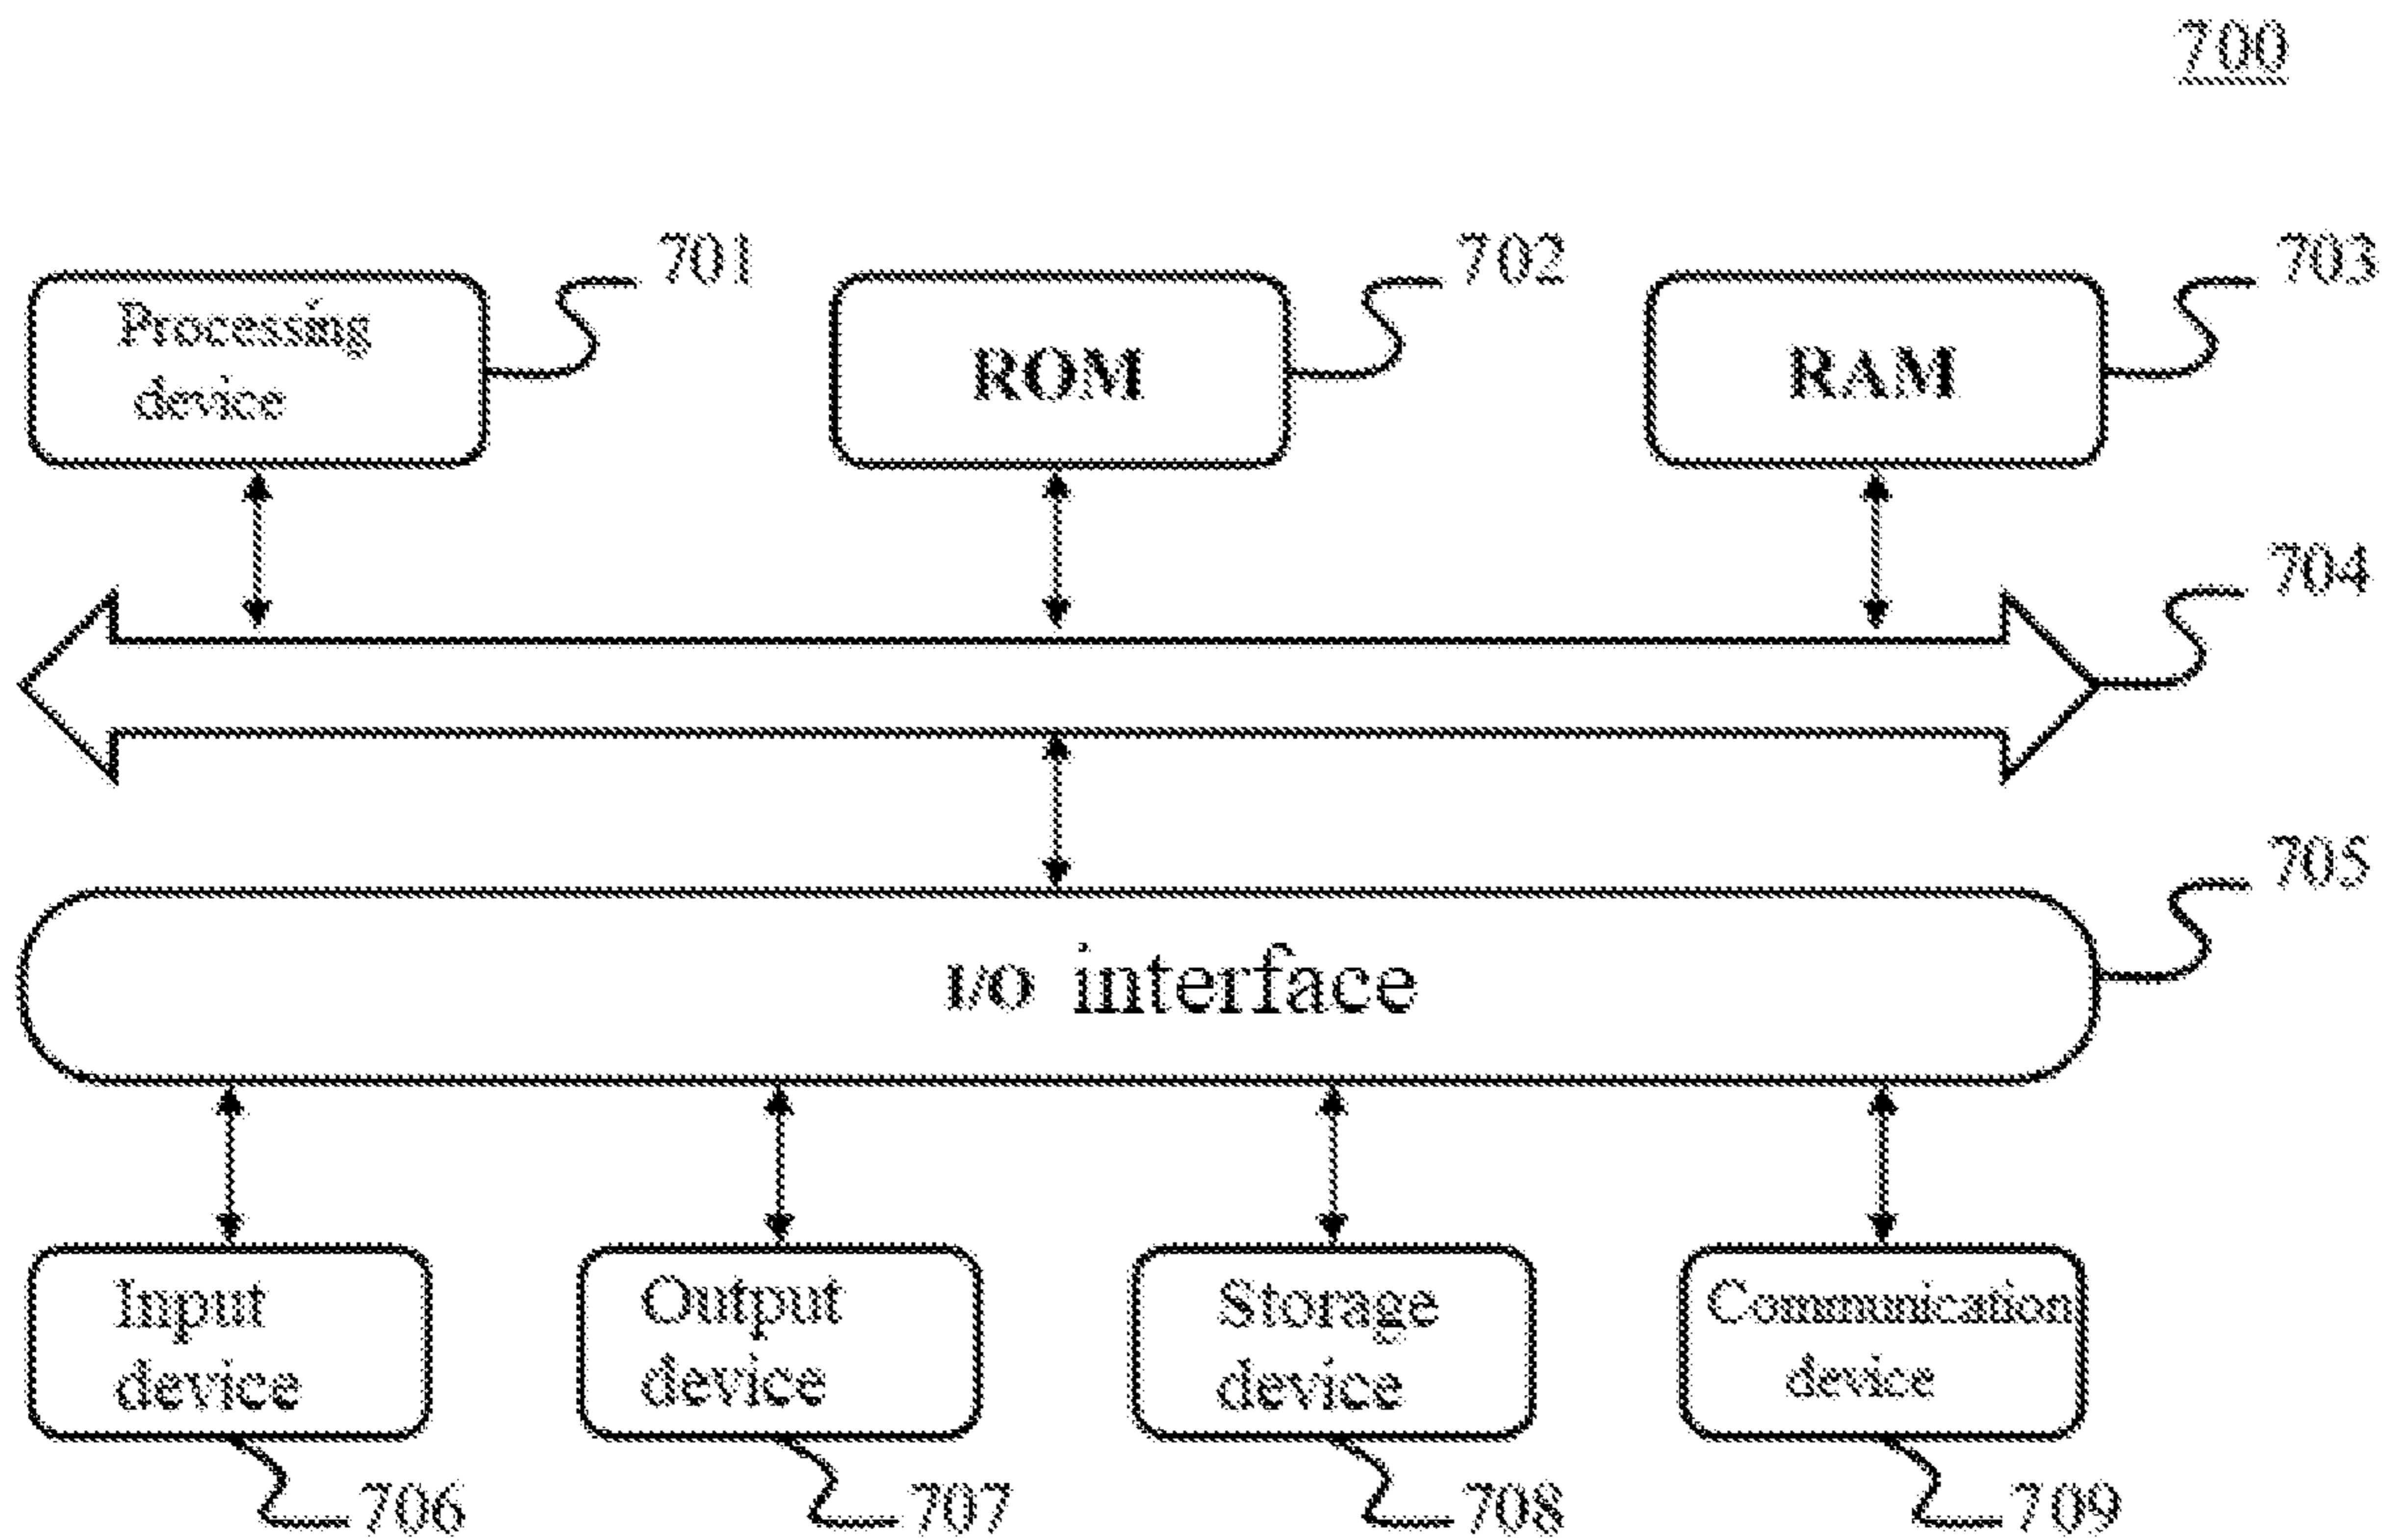 700
701
702
703
Processing
device
ROM
RAM
704
705
I/O interface
Input
device
Output
device
Storage
device
Communication
device
706
707
708
709